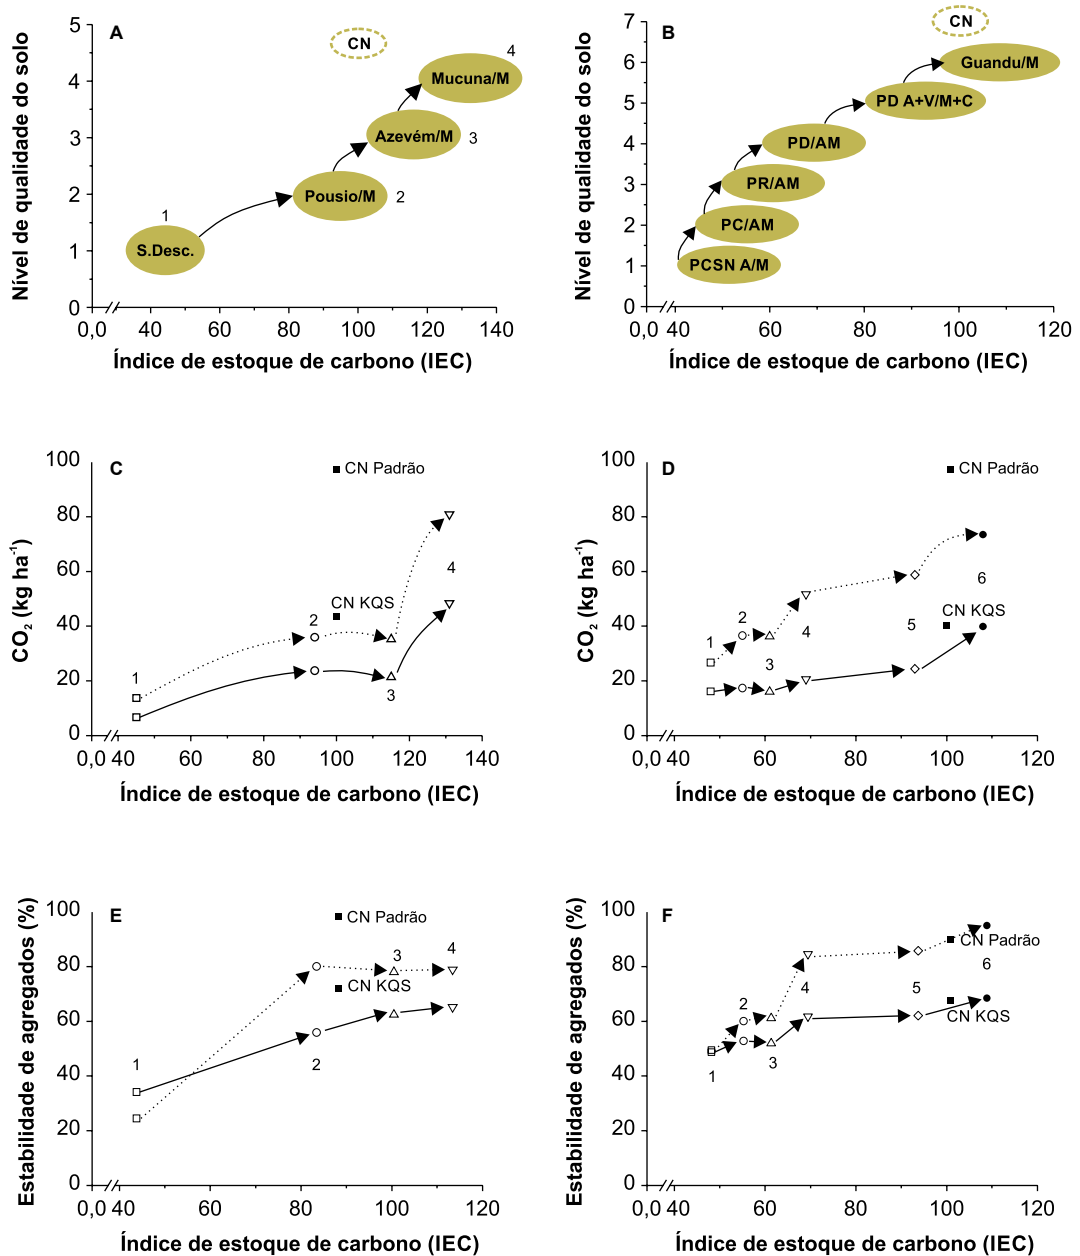 A
Nível de qualidade do solo
5
4
3
2
1
0
CN
4
Mucuna/M
Azevém/M
3
Pousio/M
2
1
S.Desc.
0,0
40
60
80
100
120
140
Índice de estoque de carbono (IEC)
B
Nível de qualidade do solo
7
6
5
4
3
2
1
0
CN
Guandu/M
PD A+V/M+C
PD/AM
PR/AM
PC/AM
PCSN A/M
0,0
40
60
80
100
120
Índice de estoque de carbono (IEC)
C
CO2 (kg ha-1)
100
80
60
40
20
0
CN Padrão
4
CN KQS
2
1
3
0,0
40
60
80
100
120
140
Índice de estoque de carbono (IEC)
D
CO2 (kg ha-1)
100
80
60
40
20
0
CN Padrão
6
CN KQS
5
4
2
1
3
0,0
40
60
80
100
120
Índice de estoque de carbono (IEC)
E
Estabilidade de agregados (%)
100
80
60
40
20
0
CN Padrão
3
4
CN KQS
2
1
0,0
40
60
80
100
120
Índice de estoque de carbono (IEC)
F
Estabilidade de agregados (%)
100
80
60
40
20
0
CN Padrão
6
5
4
2
CN KQS
3
1
0,0
40
60
80
100
120
Índice de estoque de carbono (IEC)